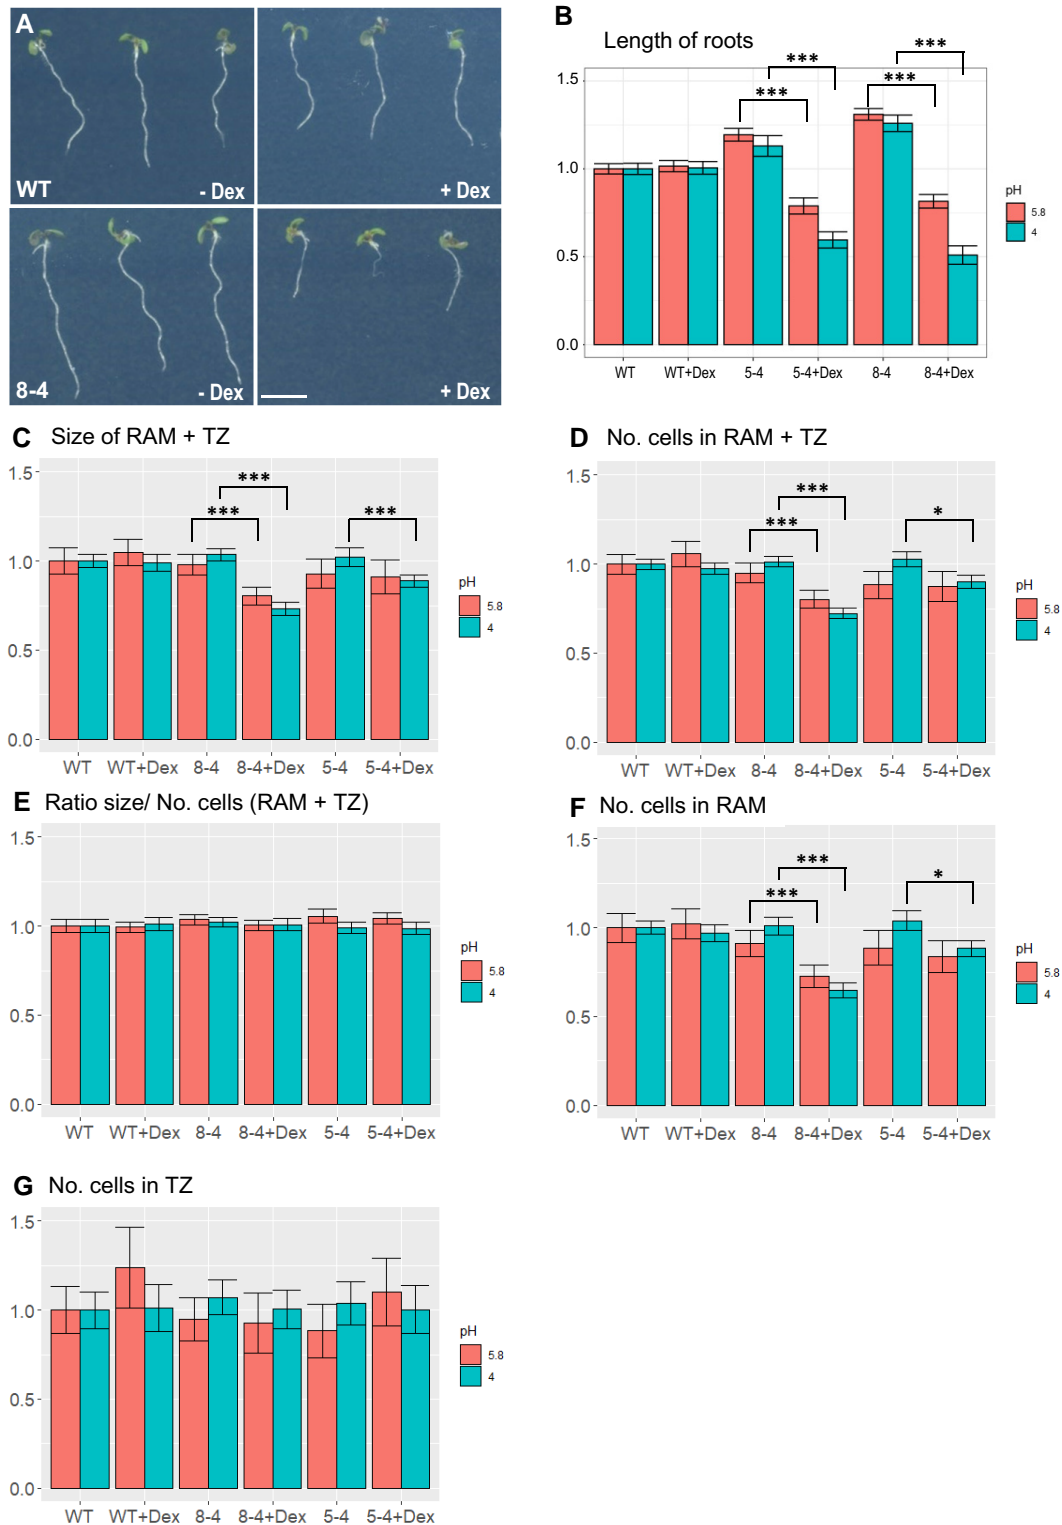 A
WT
- Dex
+ Dex
8-4
- Dex
+ Dex
B
Length of roots
***
***
***
***
1.5
1.0
0.5
0.0
WT WT+Dex 5-4 5-4+Dex 8-4 8-4+Dex
pH
5.8
4
C Size of RAM + TZ
***
***
***
1.5
1.0
0.5
0.0
WT WT+Dex 8-4 8-4+Dex 5-4 5-4+Dex
pH
5.8
4
D No. cells in RAM + TZ
***
***
*
1.5
1.0
0.5
0.0
WT WT+Dex 8-4 8-4+Dex 5-4 5-4+Dex
pH
5.8
4
E Ratio size/ No. cells (RAM + TZ)
1.5
1.0
0.5
0.0
WT WT+Dex 8-4 8-4+Dex 5-4 5-4+Dex
pH
5.8
4
F No. cells in RAM
***
***
*
1.5
1.0
0.5
0.0
WT WT+Dex 8-4 8-4+Dex 5-4 5-4+Dex
pH
5.8
4
G No. cells in TZ
1.5
1.0
0.5
0.0
WT WT+Dex 8-4 8-4+Dex 5-4 5-4+Dex
pH
5.8
4